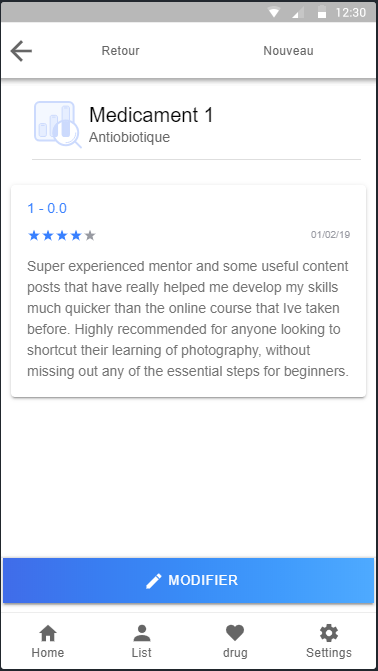 12:30
Retour Nouveau
Medicament 1
Antiobiotique
1 - 0.0
01/02/19
Super experienced mentor and some useful content
posts that have really helped me develop my skills
much quicker than the online course that Ive taken
before. Highly recommended for anyone looking to
shortcut their learning of photography, without
missing out any of the essential steps for beginners.
MODIFIER
Home List drug Settings